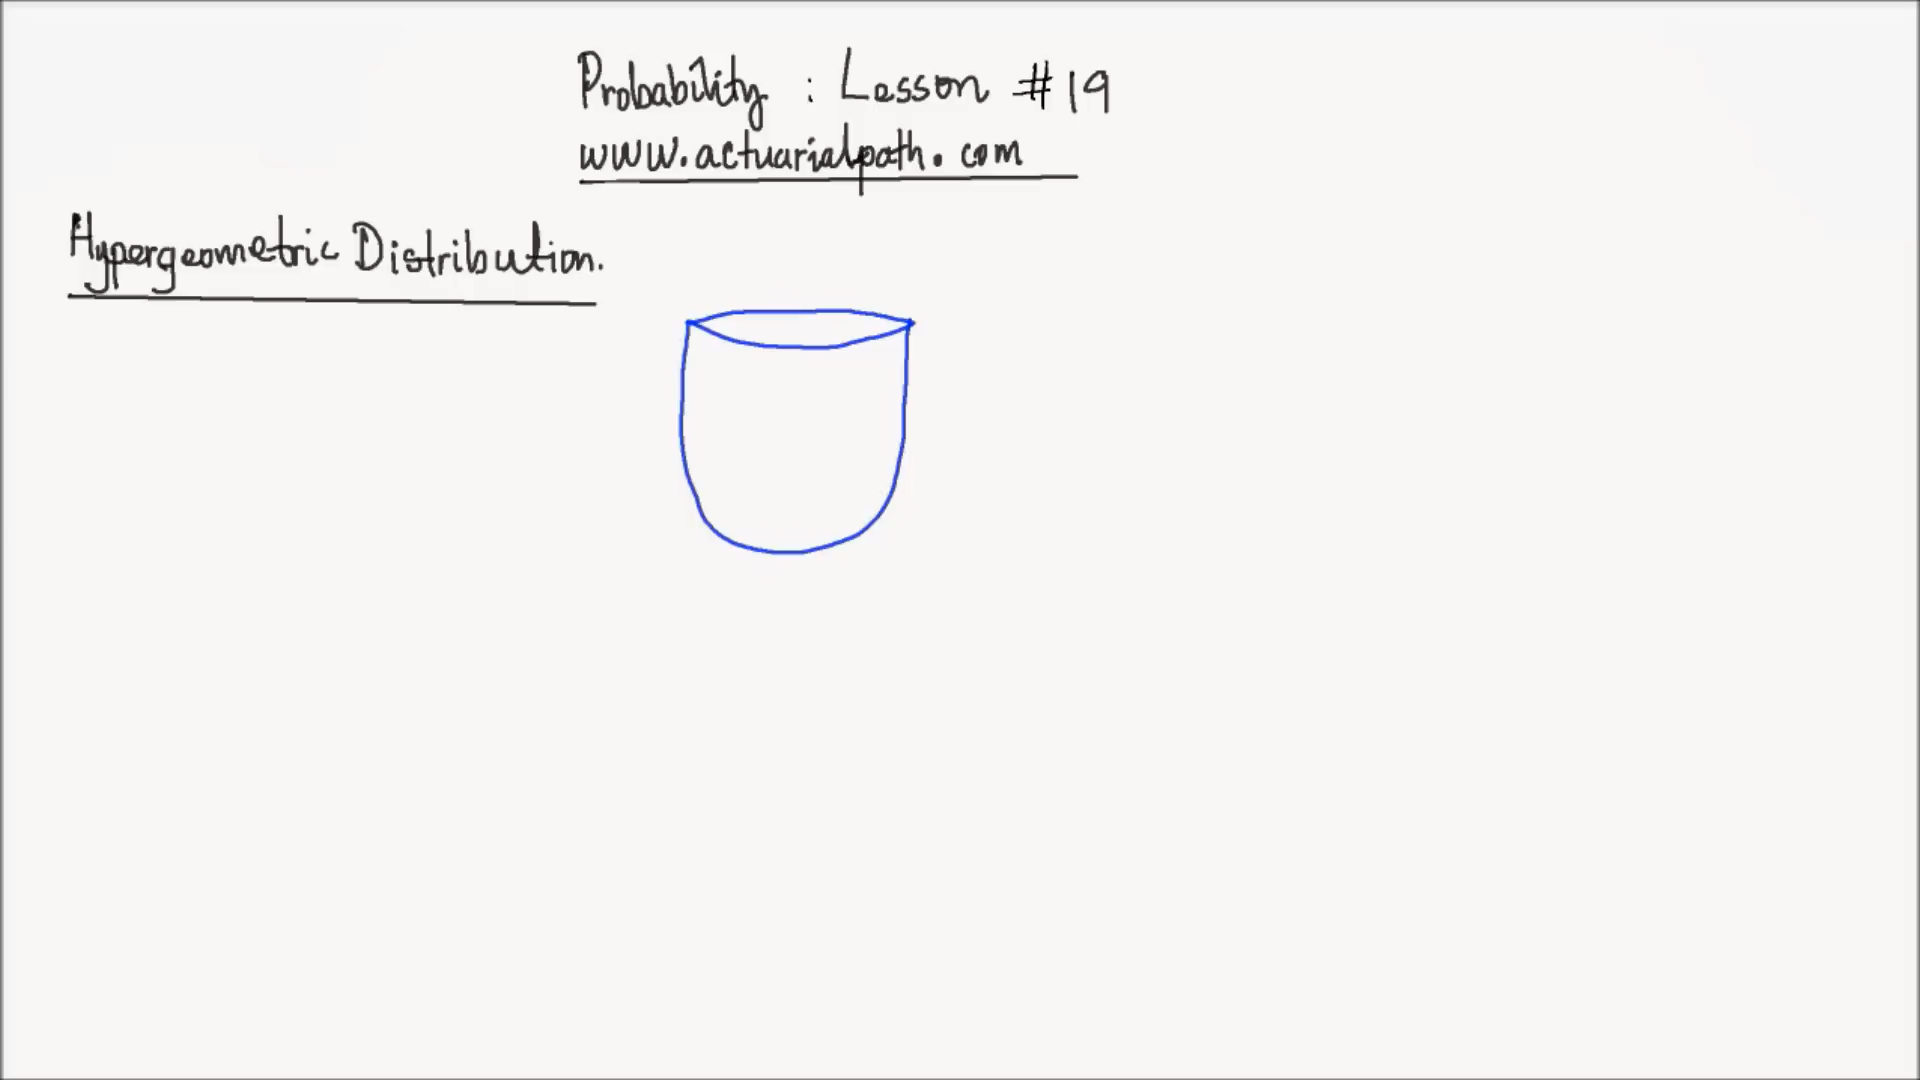 Probability : Lesson #19
www.actuarialpath.com
Hypergeometric Distribution.